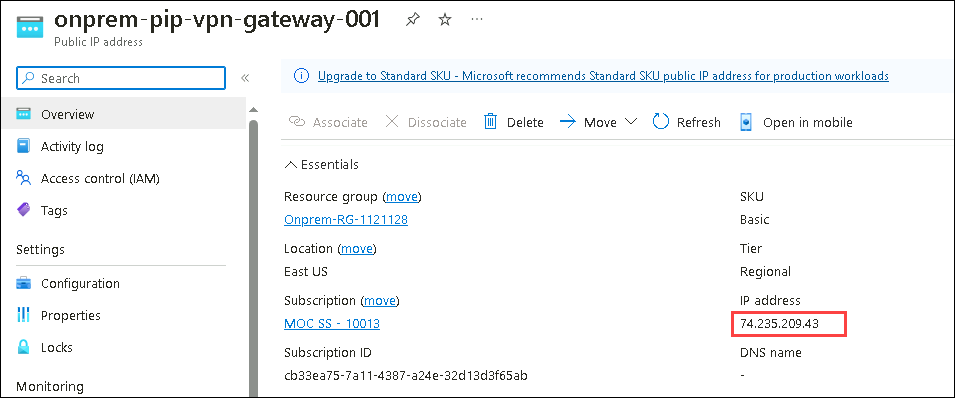 onprem-pip-vpn-gateway-001
Public IP address
Search
Overview
Activity log
Access control (IAM)
Tags
Settings
Configuration
Properties
Locks
Monitoring
Upgrade to Standard SKU - Microsoft recommends Standard SKU public IP address for production workloads
Associate Dissociate Delete Move Refresh Open in mobile
Essentials
Resource group (move)
Onprem-RG-1121128
Location (move)
East US
Subscription (move)
MOC SS - 10013
Subscription ID
cb33ea75-7a11-4387-a24e-32d13d3f65ab
SKU
Basic
Tier
Regional
IP address
74.235.209.43
DNS name
-